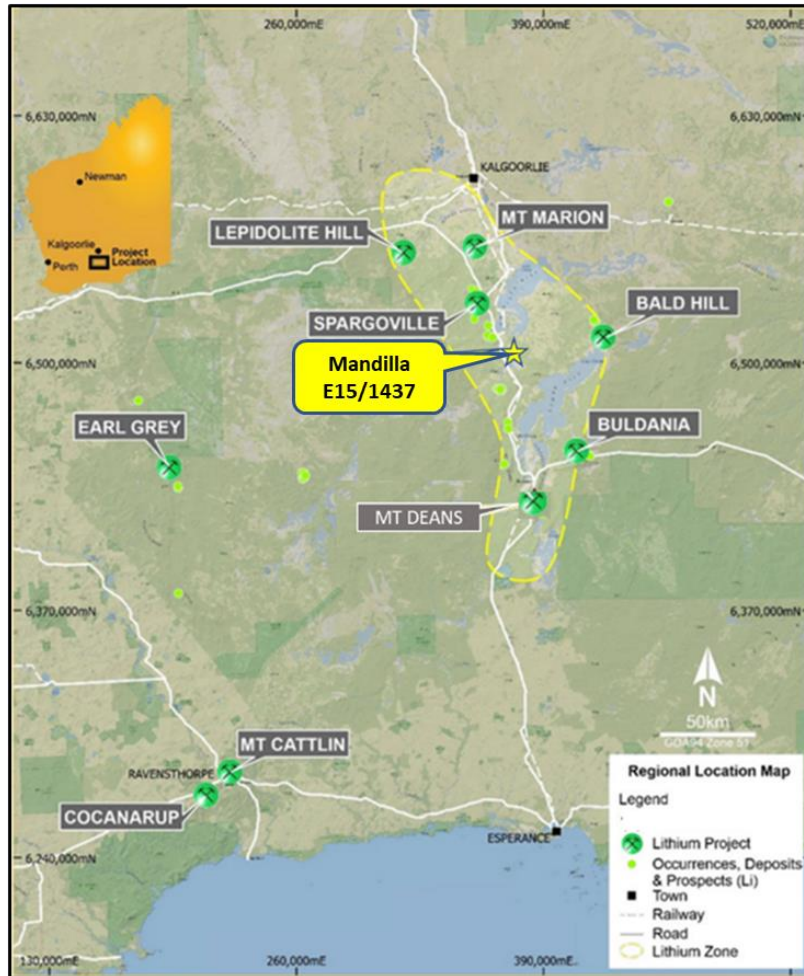 260,000mE
390,000mE
520,000mE
6,630,000mN
6,630,000mN
Newman
Kalgoorlie
Perth
Project
Location
KALGOORLIE
LEPIDOLITE HILL
MT MARION
SPARGOVILLE
BALD HILL
Mandilla
E15/1437
6,500,000mN
6,500,000mN
EARL GREY
BULDANIA
MT DEANS
6,370,000mN
6,370,000mN
N
50km
GDA94 Zone 51
MT CATTLIN
RAVENSTHORPE
COCANARUP
ESPERANCE
6,240,000mN
Regional Location Map
Legend
Lithium Project
Occurrences, Deposits
& Prospects (Li)
Town
Railway
Road
Lithium Zone
130,000mE
260,000mE
390,000mE